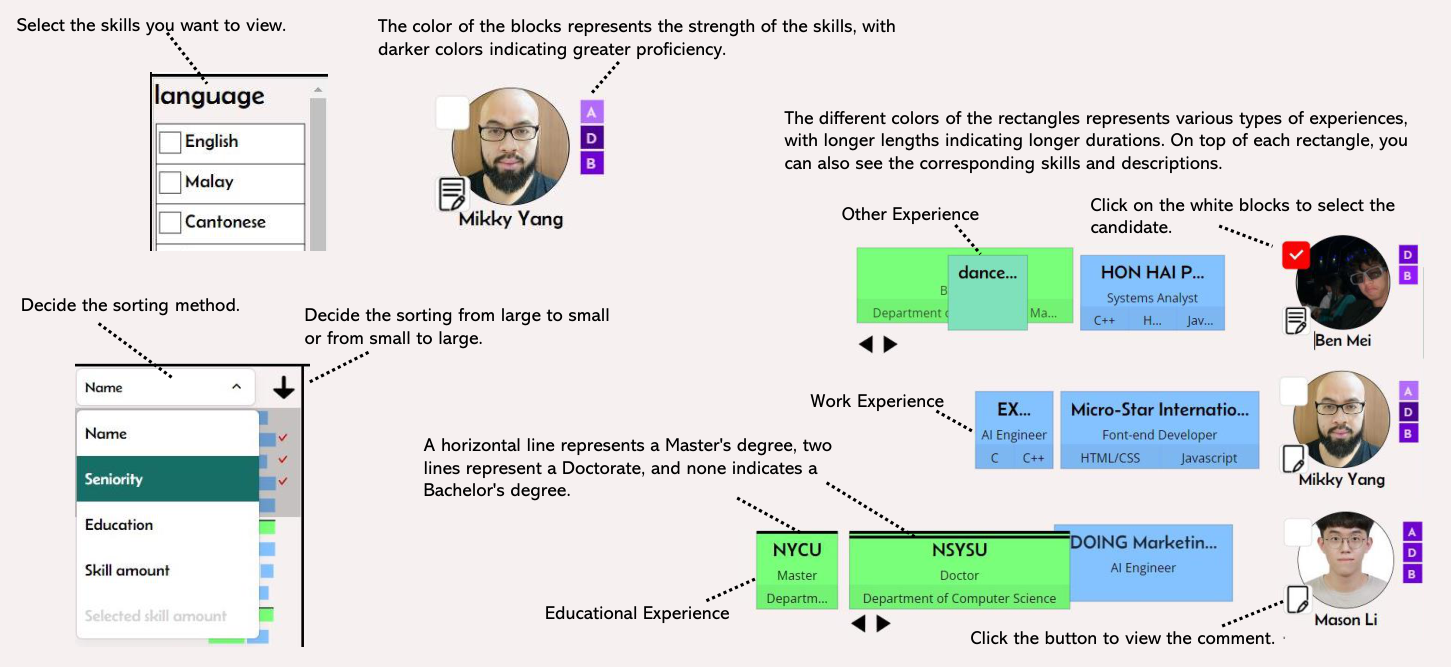 Select the skills you want to view.
language
English
Malay
Cantonese
The color of the blocks represents the strength of the skills, with
darker colors indicating greater proficiency.
A
D
B
Mikky Yang
The different colors of the rectangles represents various types of experiences,
with longer lengths indicating longer durations. On top of each rectangle, you
can also see the corresponding skills and descriptions.
Other Experience
Click on the white blocks to select the
candidate.
dance...
B
Department
Ma...
HON HAI P...
Systems Analyst
C++ H... Jav...
D
B
Ben Mei
Decide the sorting method.
Decide the sorting from large to small
or from small to large.
Name
Name
Seniority
Education
Skill amount
Selected skill amount
Work Experience
EX...
AI Engineer
C C++
Micro-Star Internatio...
Font-end Developer
HTML/CSS Javascript
A
D
B
Mikky Yang
A horizontal line represents a Master's degree, two
lines represent a Doctorate, and none indicates a
Bachelor's degree.
NYCU
Master
Departm...
NSYSU
Doctor
Department of Computer Science
DOING Marketin...
AI Engineer
A
D
B
Mason Li
Educational Experience
Click the button to view the comment.